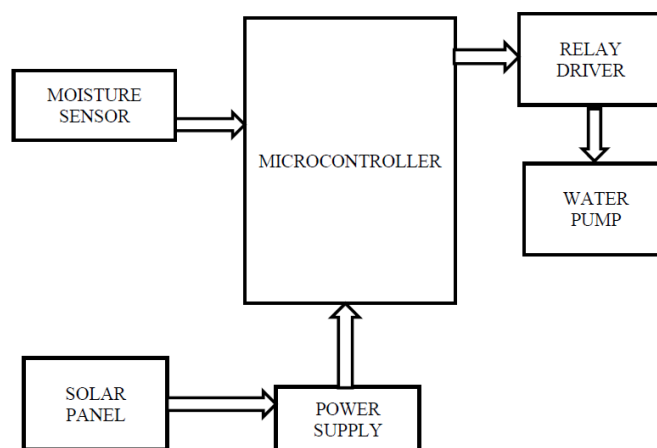 RELAY
DRIVER
MOISTURE
SENSOR
MICROCONTROLLER
WATER
PUMP
SOLAR
PANEL
POWER
SUPPLY